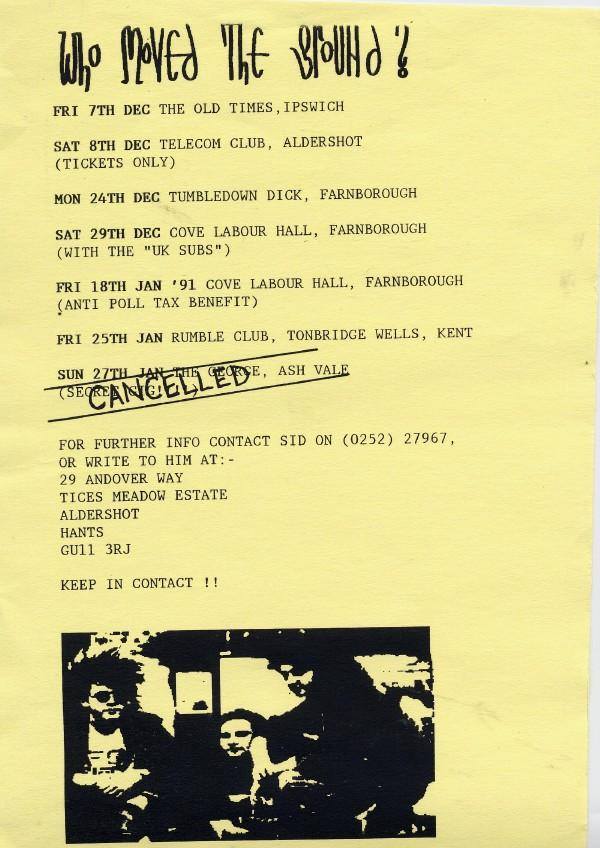 WHO MOVED THE GROUND?
FRI 7TH DEC THE OLD TIMES,IPSWICH
SAT 8TH DEC TELECOM CLUB, ALDERSHOT
(TICKETS ONLY)
MON 24TH DEC TUMBLEDOWN DICK, FARNBOROUGH
SAT 29TH DEC COVE LABOUR HALL, FARNBOROUGH
(WITH THE "UK SUBS")
FRI 18TH JAN '91 COVE LABOUR HALL, FARNBOROUGH
(ANTI POLL TAX BENEFIT)
FRI 25TH JAN RUMBLE CLUB, TONBRIDGE WELLS, KENT
SUN 27TH JAN THE GEORGE, ASH VALE
(SECRET GIG!)
CANCELLED
FOR FURTHER INFO CONTACT SID ON (0252) 27967,
OR WRITE TO HIM AT:-
29 ANDOVER WAY
TICES MEADOW ESTATE
ALDERSHOT
HANTS
GU11 3RJ
KEEP IN CONTACT !!